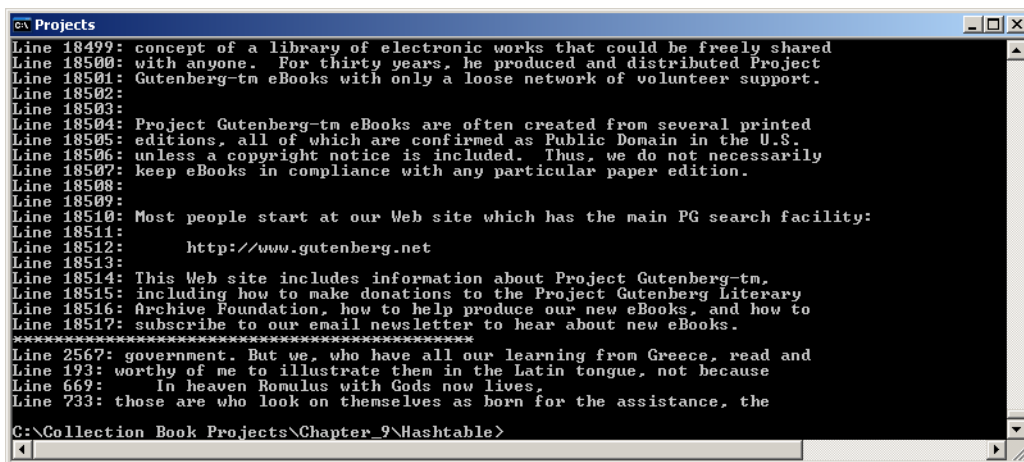 Projects
Line 18499: concept of a library of electronic works that could be freely shared
Line 18500: with anyone.  For thirty years, he produced and distributed Project
Line 18501: Gutenberg-tm eBooks with only a loose network of volunteer support.
Line 18502:
Line 18503:
Line 18504: Project Gutenberg-tm eBooks are often created from several printed
Line 18505: editions, all of which are confirmed as Public Domain in the U.S.
Line 18506: unless a copyright notice is included.  Thus, we do not necessarily
Line 18507: keep eBooks in compliance with any particular paper edition.
Line 18508:
Line 18509:
Line 18510: Most people start at our Web site which has the main PG search facility:
Line 18511:
Line 18512:      http://www.gutenberg.net
Line 18513:
Line 18514: This Web site includes information about Project Gutenberg-tm,
Line 18515: including how to make donations to the Project Gutenberg Literary
Line 18516: Archive Foundation, how to help produce our new eBooks, and how to
Line 18517: subscribe to our email newsletter to hear about new eBooks.
*********************************************
Line 2567: government. But we, who have all our learning from Greece, read and
Line 193: worthy of me to illustrate them in the Latin tongue, not because
Line 669:     In heaven Romulus with Gods now lives,
Line 733: those are who look on themselves as born for the assistance, the
C:\Collection Book Projects\Chapter_9\Hashtable>